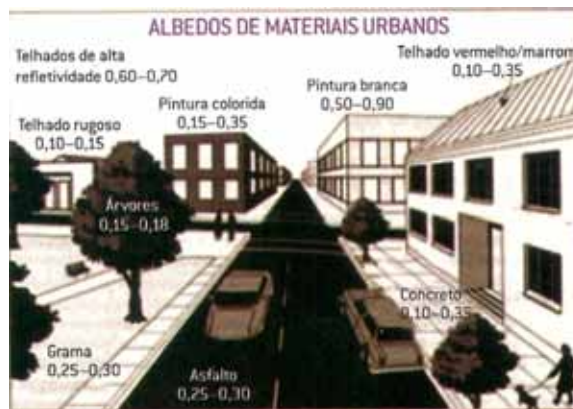 ALBEDOS DE MATERIAIS URBANOS
Telhados de alta
refletividade 0,60–0,70
Telhado vermelho/marrom
0,10–0,35
Pintura colorida
0,15–0,35
Pintura branca
0,50–0,90
Telhado rugoso
0,10–0,15
Árvores
0,15–0,18
Concreto
0,10–0,35
Grama
0,25–0,30
Asfalto
0,25–0,30